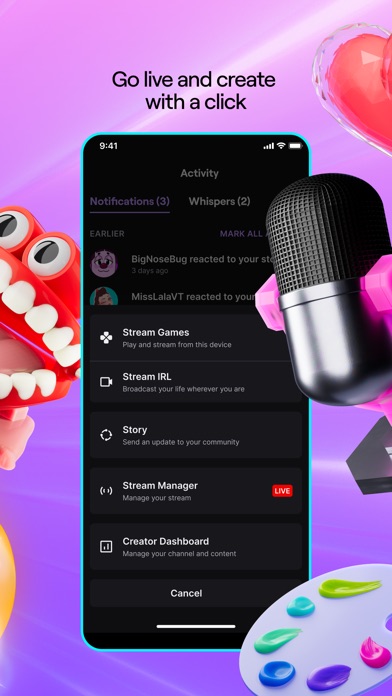 Go live and create
with a click
9:41
Activity
Notifications (3) Whispers (2)
EARLIER MARK ALL
BigNoseBug reacted to your
3 days ago
MissLalaVT reacted to your
Stream Games
Play and stream from this device
Stream IRL
Broadcast your life wherever you are
Story
Send an update to your community
Stream Manager
Manage your stream
LIVE
Creator Dashboard
Manage your channel and content
Cancel